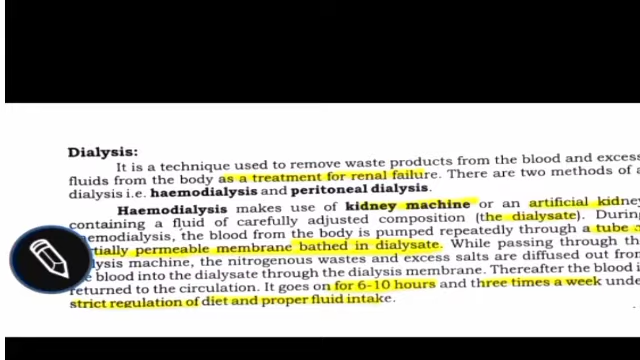 Dialysis:
It is a technique used to remove waste products from the blood and excess
fluids from the body as a treatment for renal failure. There are two methods of
dialysis i.e. haemodialysis and peritoneal dialysis.
Haemodialysis makes use of kidney machine or an artificial kidney
containing a fluid of carefully adjusted composition (the dialysate). During
haemodialysis, the blood from the body is pumped repeatedly through a tube
partially permeable membrane bathed in dialysate. While passing through
dialysis machine, the nitrogenous wastes and excess salts are diffused out from
blood into the dialysate through the dialysis membrane. Thereafter the blood
returned to the circulation. It goes on for 6-10 hours and three times a week
strict regulation of diet and proper fluid intake.